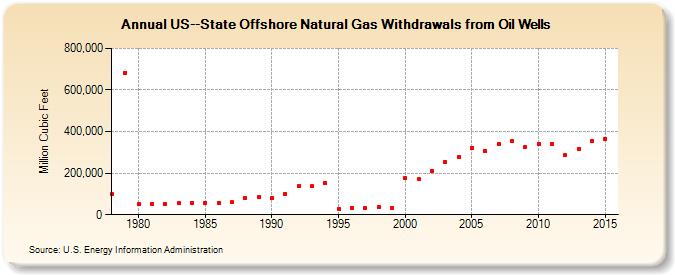 Annual US--State Offshore Natural Gas Withdrawals from Oil Wells
Million Cubic Feet
800,000
600,000
400,000
200,000
0
1980 1985 1990 1995 2000 2005 2010 2015
Source: U.S. Energy Information Administration